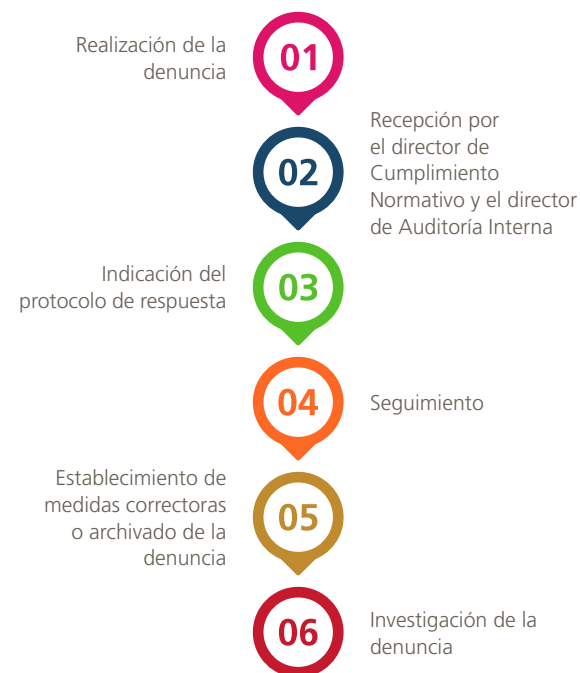 01
Realización de la
denuncia
02
Recepción por
el director de
Cumplimiento
Normativo y el director
de Auditoría Interna
03
Indicación del
protocolo de respuesta
04
Seguimiento
05
Establecimiento de
medidas correctoras
o archivado de la
denuncia
06
Investigación de la
denuncia